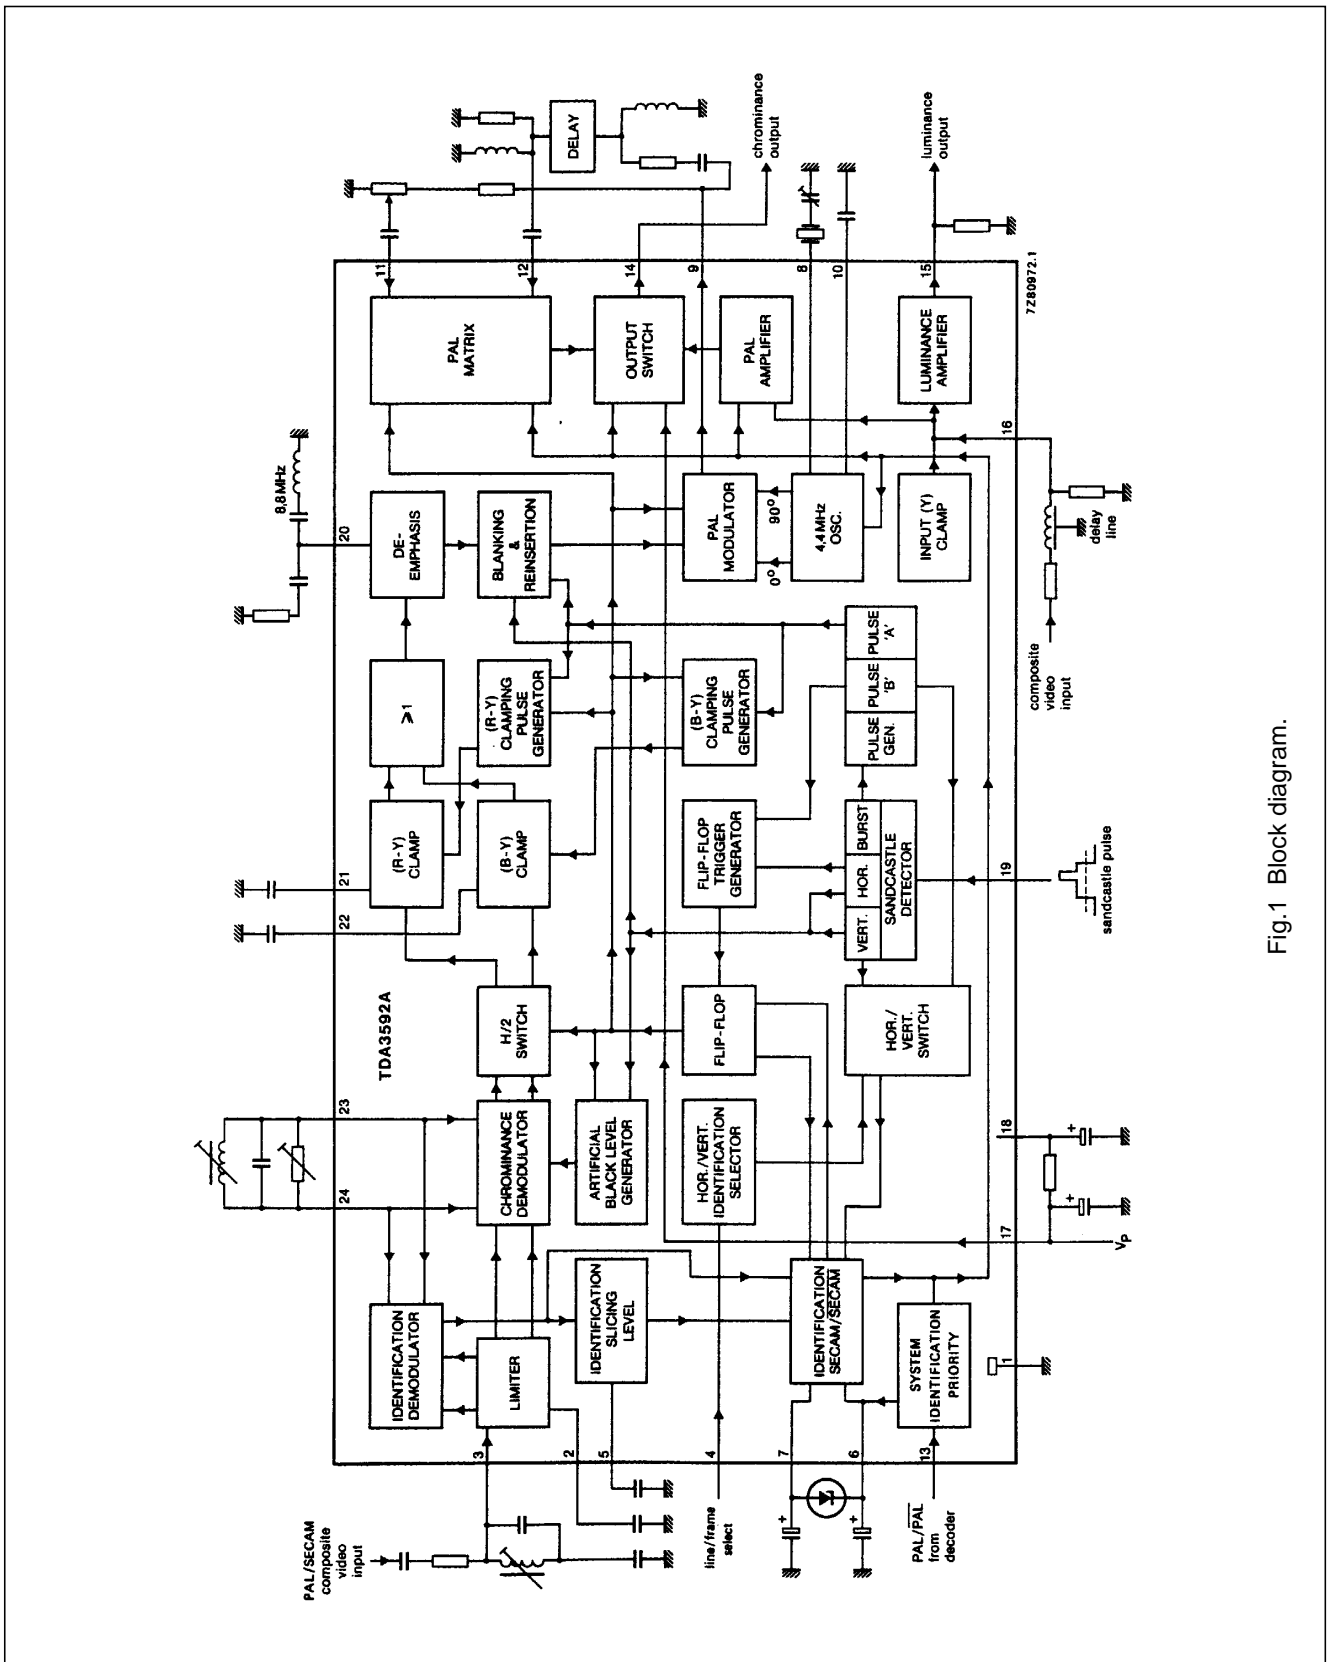 PAL/SECAM
composite
video
input
line/frame
select
PAL/PAL
from
decoder
3
2
5
4
7
6
13
1
IDENTIFICATION
DEMODULATOR
LIMITER
IDENTIFICATION
SLICING
LEVEL
IDENTIFICATION
SECAM/SECAM
SYSTEM
IDENTIFICATION
PRIORITY
24
23
17
VP
+
18
+
+
+
CHROMINANCE
DEMODULATOR
ARTIFICIAL
BLACK LEVEL
GENERATOR
HOR./VERT.
IDENTIFICATION
SELECTOR
TDA3592A
H/2
SWITCH
FLIP-FLOP
HOR./
VERT. SWITCH
22
21
(R-Y)
CLAMP
(B-Y)
CLAMP
FLIP-FLOP
TRIGGER
GENERATOR
VERT.
HOR.
BURST
SANDCASTLE
DETECTOR
19
sandcastle pulse
≥1
(R-Y)
CLAMPING
PULSE
GENERATOR
(B-Y)
CLAMPING
PULSE
GENERATOR
PULSE
GEN.
PULSE
'B'
PULSE
'A'
8,8 MHz
20
DE-
EMPHASIS
BLANKING
&
REINSERTION
PAL
MODULATOR
0°
90°
4,4 MHz
OSC.
INPUT (Y)
CLAMP
composite
video
input
delay
line
16
PAL
MATRIX
OUTPUT
SWITCH
PAL
AMPLIFIER
LUMINANCE
AMPLIFIER
11
12
14
9
8
10
15
7Z80972.1
DELAY
chrominance
output
luminance
output
Fig.1 Block diagram.